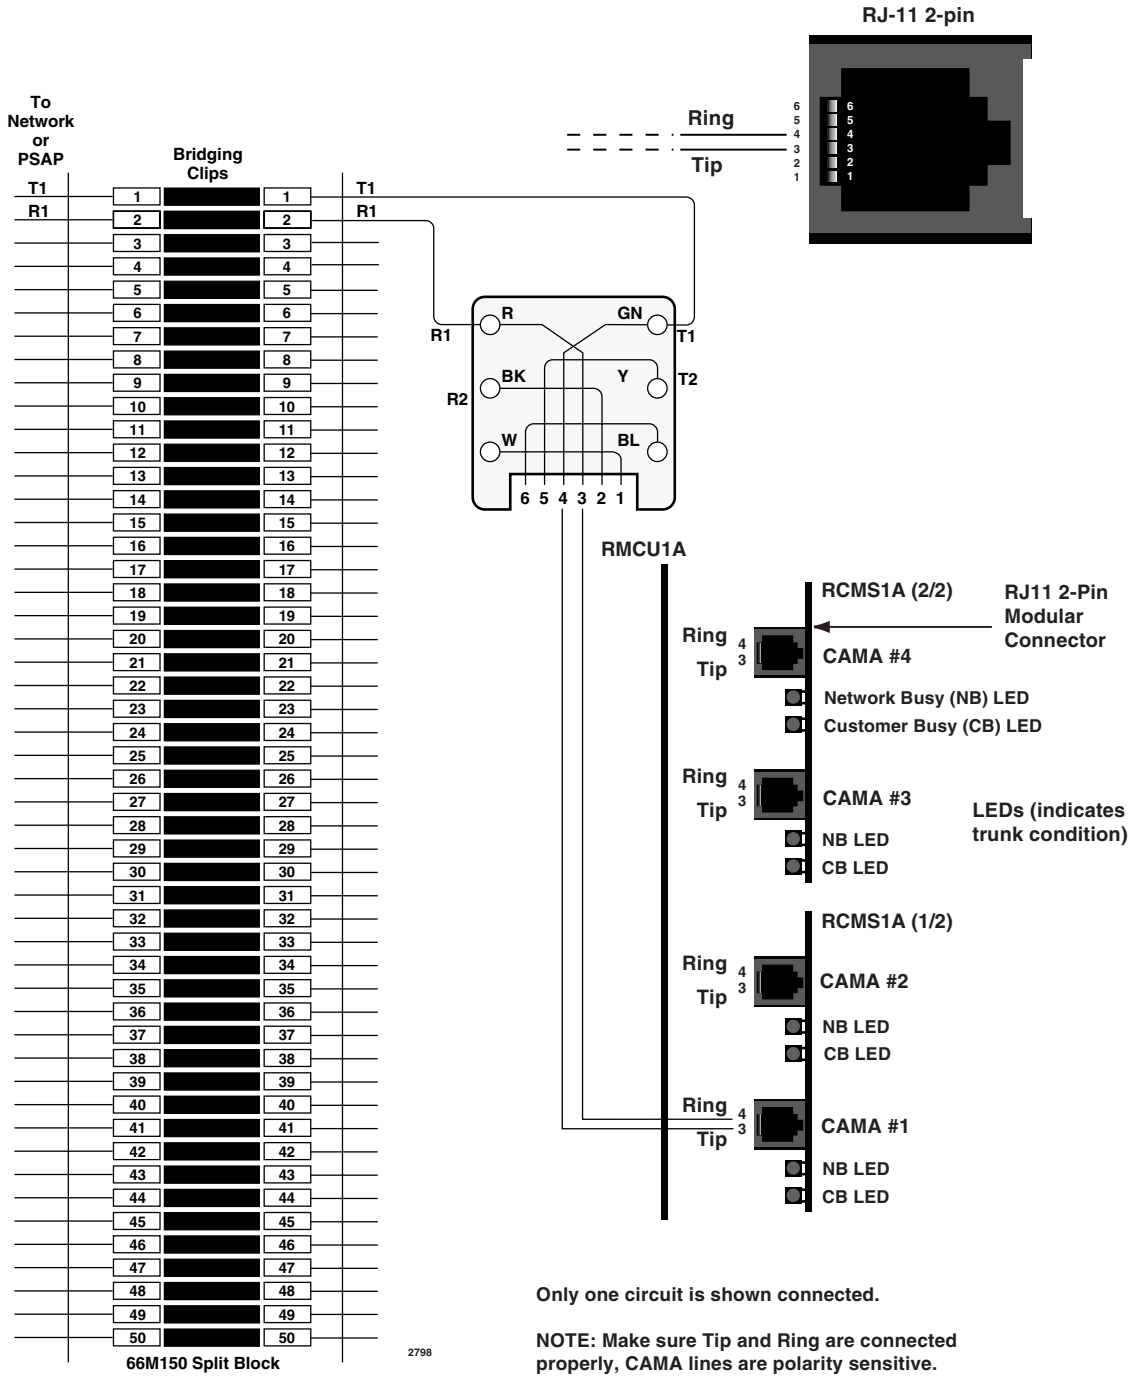 RJ-11 2-pin
Ring
Tip
6
5
4
3
2
1
6
5
4
3
2
1
To
Network
or
PSAP
Bridging
Clips
T1
R1
T1
R1
1 1
2 2
3 3
4 4
5 5
6 6
7 7
8 8
9 9
10 10
11 11
12 12
13 13
14 14
15 15
16 16
17 17
18 18
19 19
20 20
21 21
22 22
23 23
24 24
25 25
26 26
27 27
28 28
29 29
30 30
31 31
32 32
33 33
34 34
35 35
36 36
37 37
38 38
39 39
40 40
41 41
42 42
43 43
44 44
45 45
46 46
47 47
48 48
49 49
50 50
66M150 Split Block
2798
R GN
R1 T1
BK Y
R2 T2
W BL
6 5 4 3 2 1
RMCU1A
RCMS1A (2/2)
RJ11 2-Pin
Modular
Connector
Ring 4
Tip 3
CAMA #4
Network Busy (NB) LED
Customer Busy (CB) LED
Ring 4
Tip 3
CAMA #3
NB LED
CB LED
LEDs (indicates
trunk condition)
RCMS1A (1/2)
Ring 4
Tip 3
CAMA #2
NB LED
CB LED
Ring 4
Tip 3
CAMA #1
NB LED
CB LED
Only one circuit is shown connected.
NOTE: Make sure Tip and Ring are connected
properly, CAMA lines are polarity sensitive.